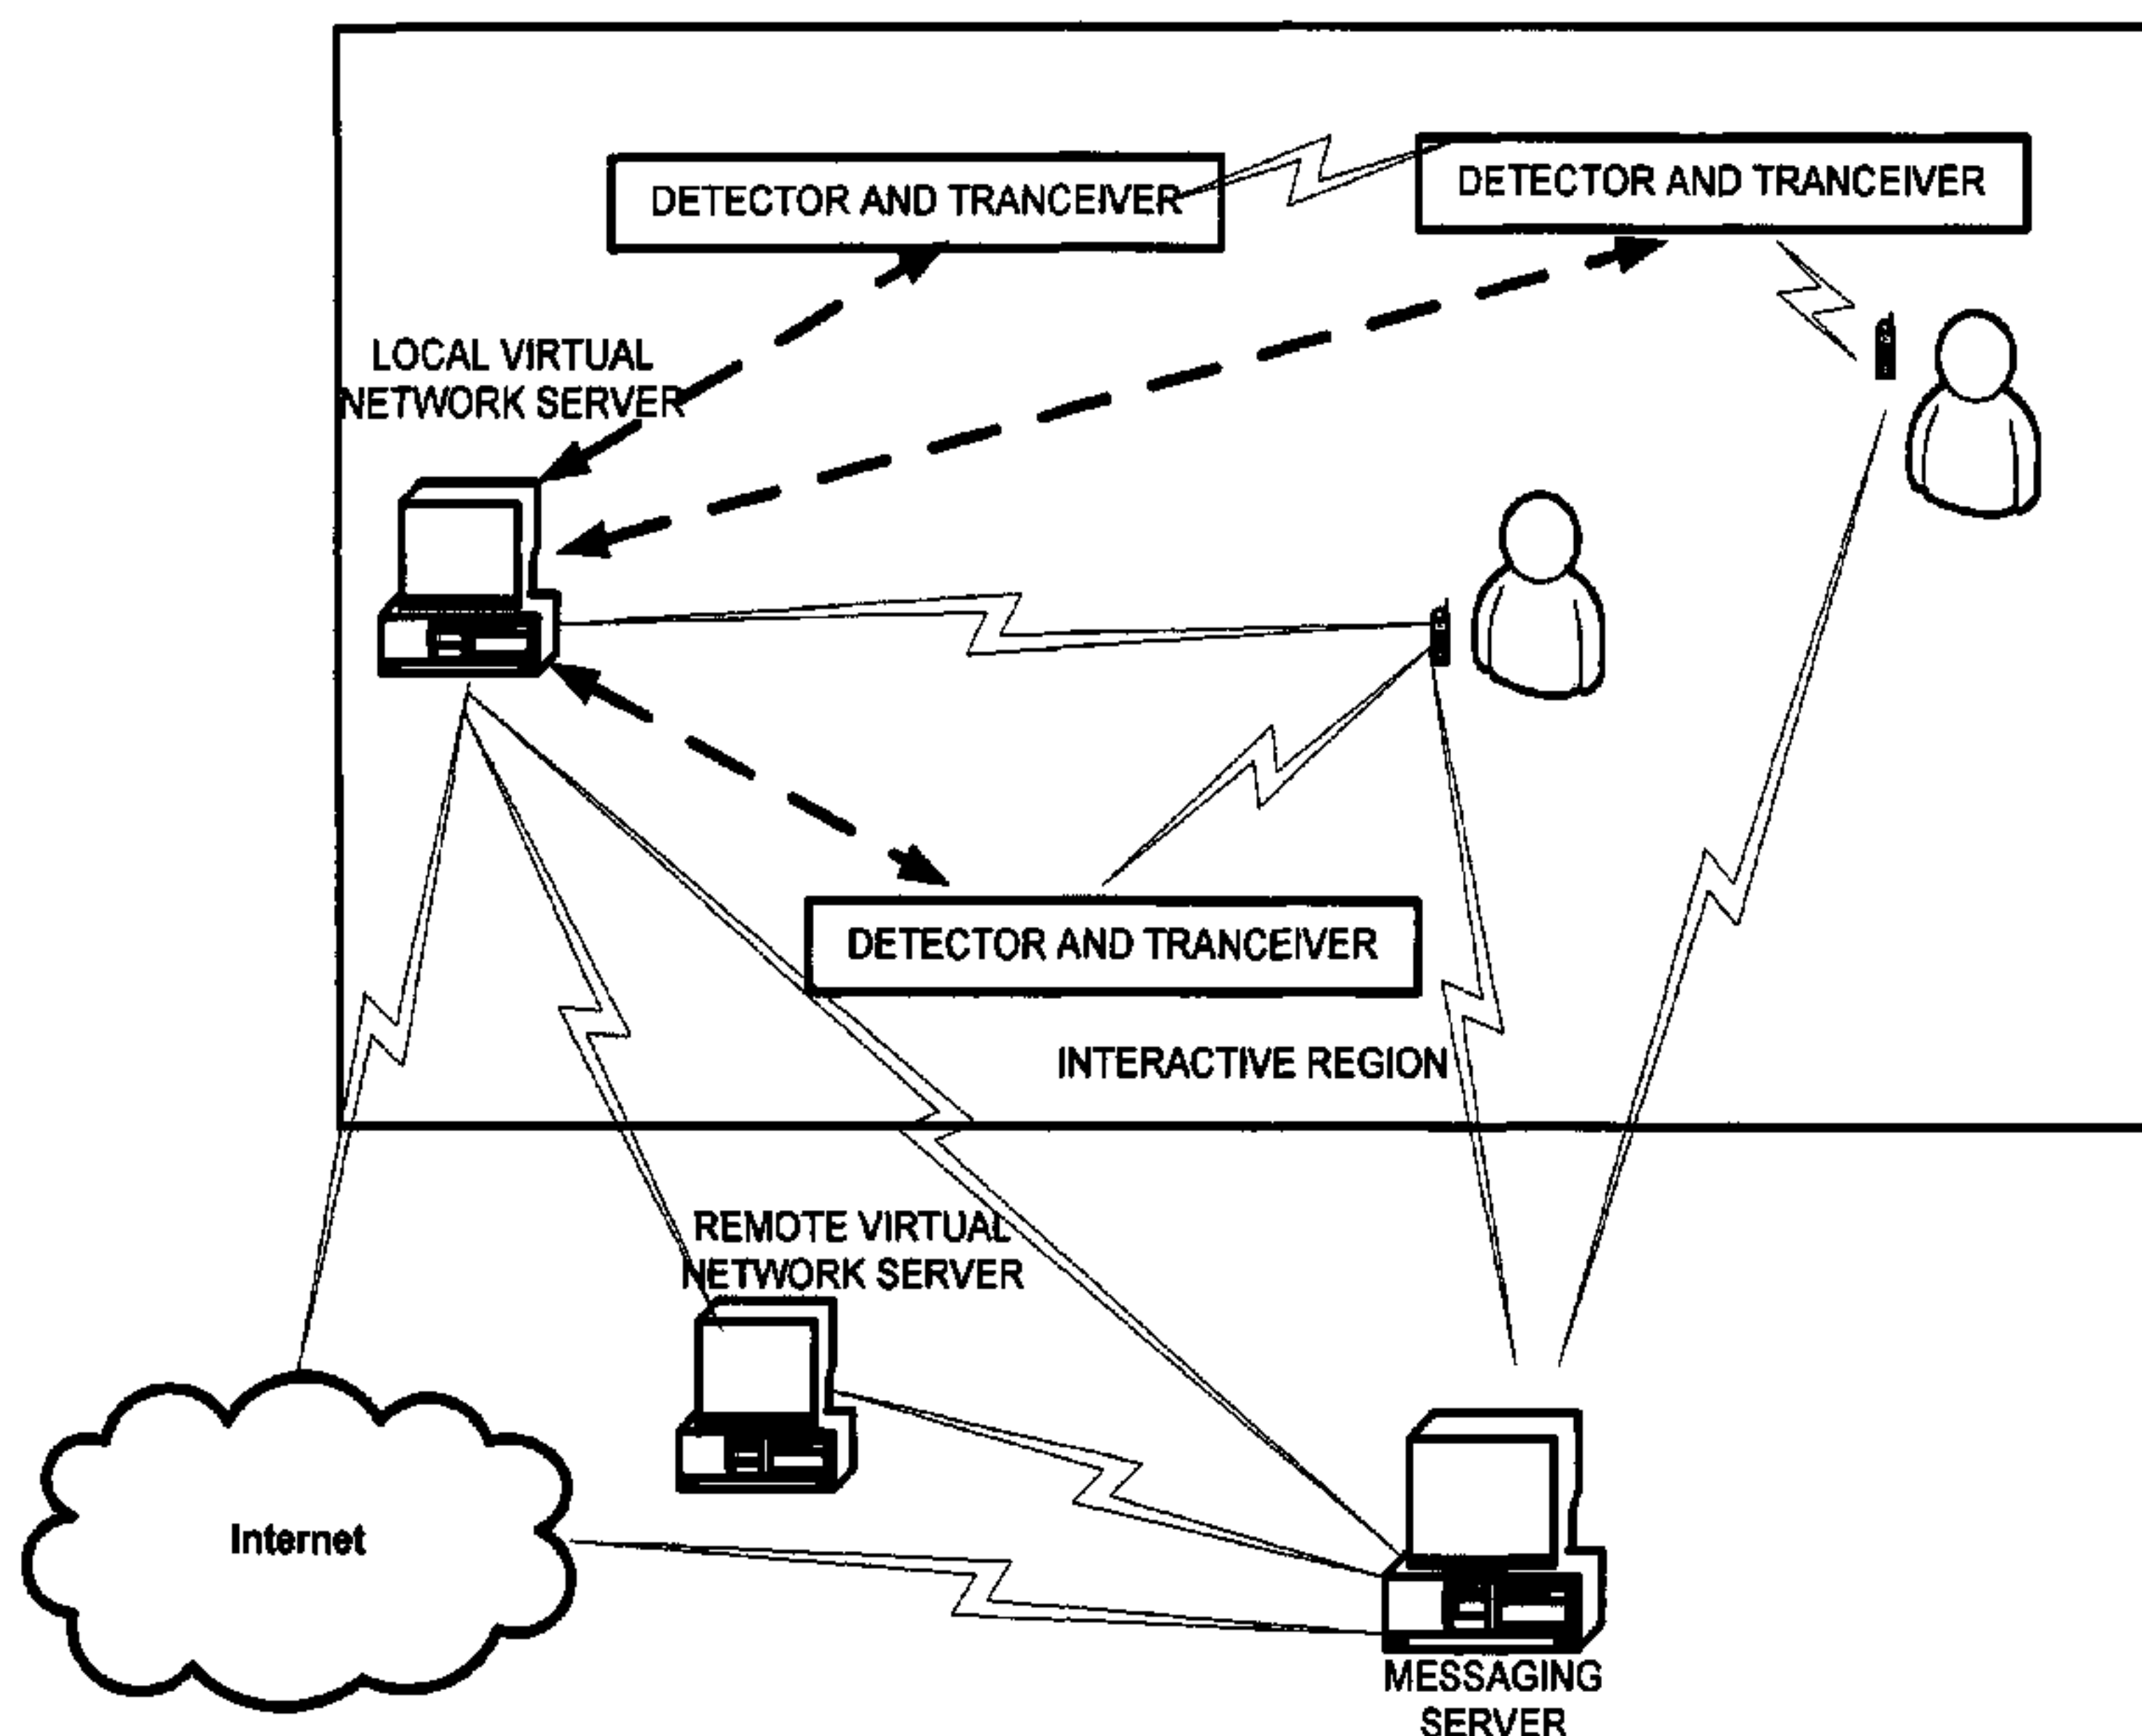 DETECTOR AND TRANCEIVER
DETECTOR AND TRANCEIVER
LOCAL VIRTUAL
NETWORK SERVER
DETECTOR AND TRANCEIVER
INTERACTIVE REGION
REMOTE VIRTUAL
NETWORK SERVER
Internet
MESSAGING
SERVER